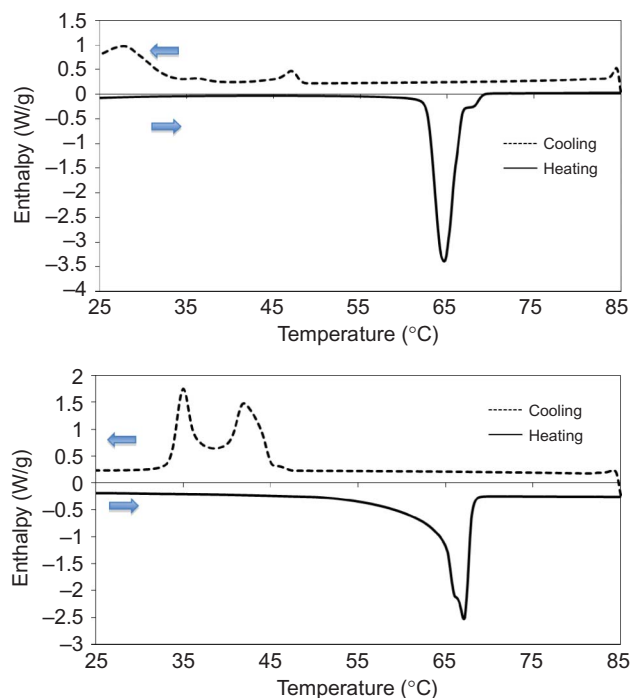 1.5
1
0.5
0
–0.5
–1
–1.5
–2
–2.5
–3
–3.5
–4
Enthalpy (W/g)
Cooling
Heating
25 35 45 55 65 75 85
Temperature (°C)
2
1.5
1
0.5
0
–0.5
–1
–1.5
–2
–2.5
–3
Enthalpy (W/g)
Cooling
Heating
25 35 45 55 65 75 85
Temperature (°C)